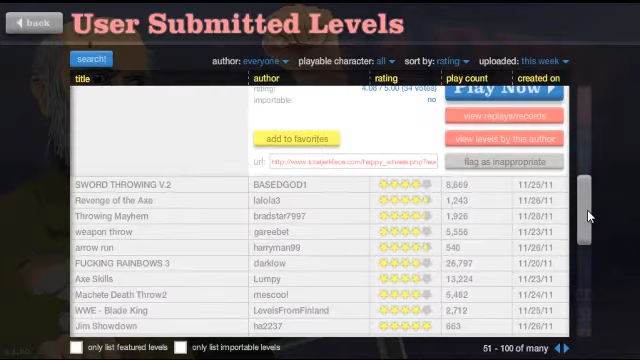 back
User Submitted Levels
search!
author: everyone playable character: all sort by: rating uploaded: this week
title author rating play count created on
rating: 4.08 / 5.00 (34 votes)
Play Now
importable: no
view replays/records
add to favorites view levels by this author
url: flag as inappropriate
SWORD THROWING V.2 BASEDGOD1 11/25/11
Revenge of the Axe lalola3 1,243 11/26/11
Throwing Mayhem bradstar7997 1,926 11/26/11
weapon throw gareebet 5,556 11/23/11
arrow run harryman99 540 11/26/11
FUCKING RAINBOWS 3 darklow 26,797 11/20/11
Axe Skills Lumpy 13,224 11/22/11
Machete Death Throw2 mescool 5,462 11/24/11
WWE - Blade King LevelsFromFinland 2,712 11/25/11
Jim Showdown ha2237 663 11/26/11
only list featured levels only list importable levels 51 - 100 of many